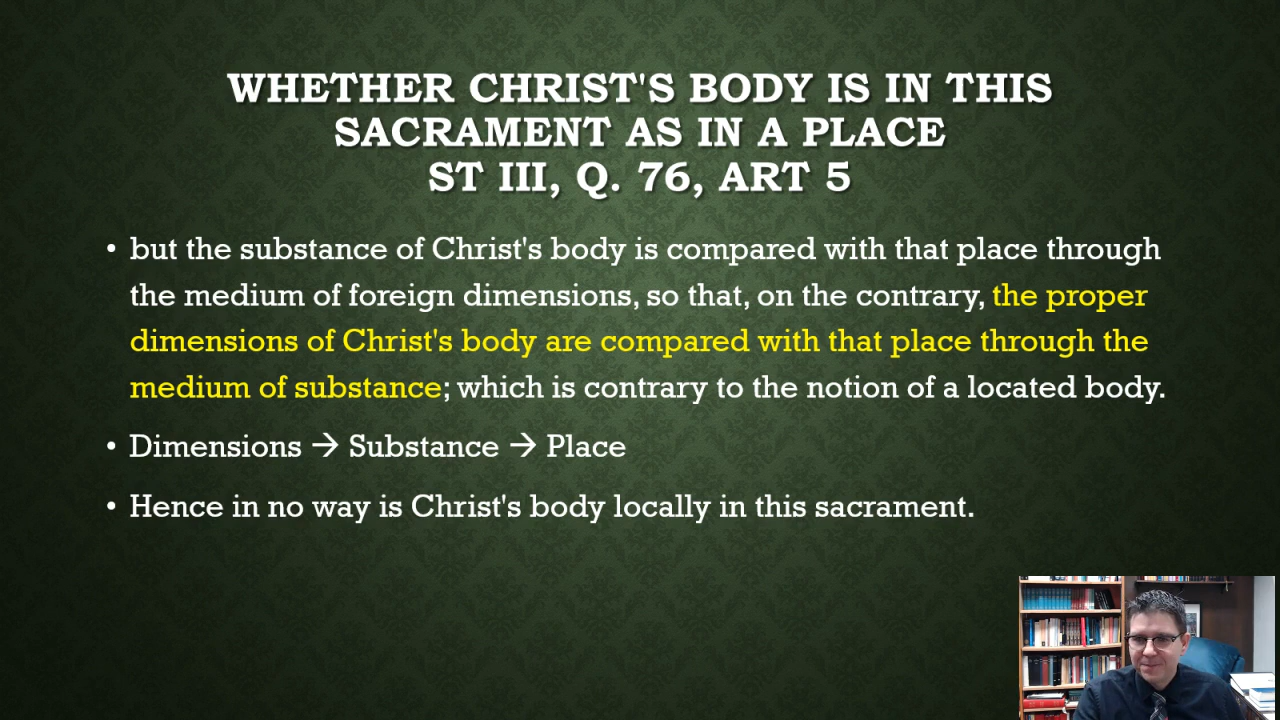 WHETHER CHRIST'S BODY IS IN THIS
SACRAMENT AS IN A PLACE
ST III, Q. 76, ART 5
• but the substance of Christ's body is compared with that place through
the medium of foreign dimensions, so that, on the contrary, the proper
dimensions of Christ's body are compared with that place through the
medium of substance; which is contrary to the notion of a located body.
• Dimensions → Substance → Place
• Hence in no way is Christ's body locally in this sacrament.